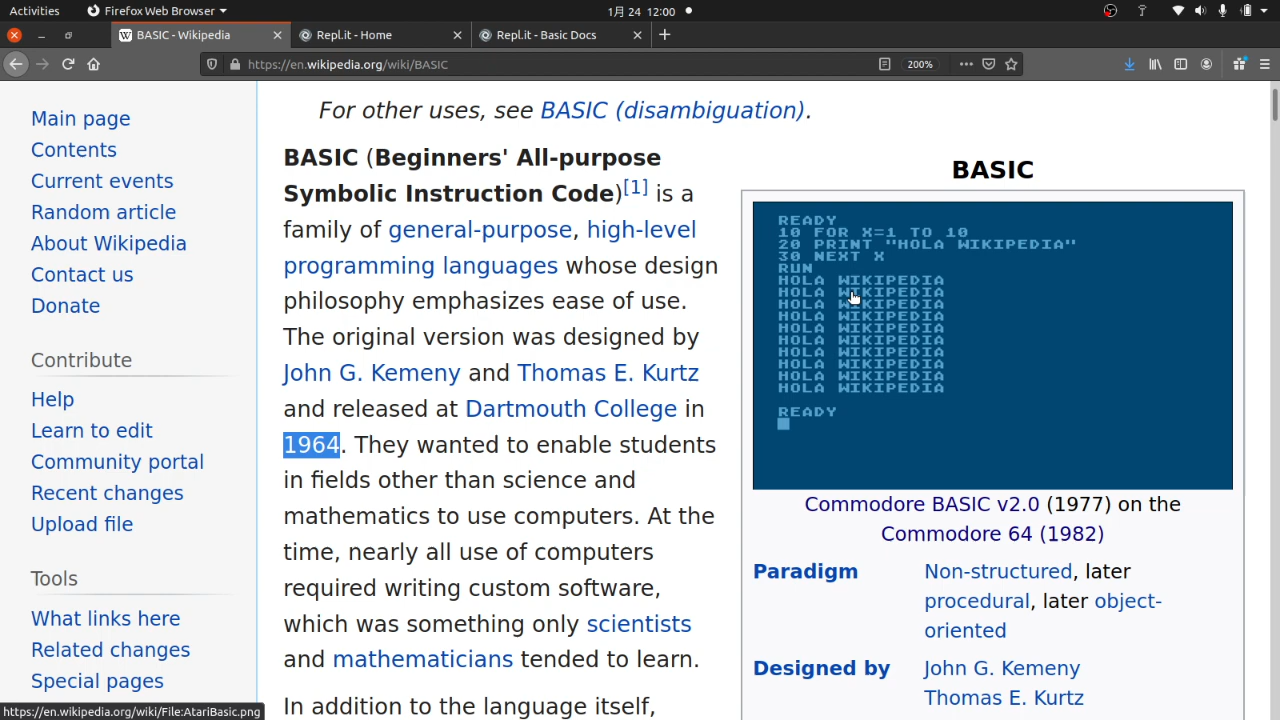 Activities
Firefox Web Browser
1月 24 12:00
BASIC - Wikipedia
Repl.it - Home
Repl.it - Basic Docs
https://en.wikipedia.org/wiki/BASIC
200%
Main page
Contents
Current events
Random article
About Wikipedia
Contact us
Donate
Contribute
Help
Learn to edit
Community portal
Recent changes
Upload file
Tools
What links here
Related changes
Special pages
For other uses, see BASIC (disambiguation).
BASIC (Beginners' All-purpose
Symbolic Instruction Code)[1] is a
family of general-purpose, high-level
programming languages whose design
philosophy emphasizes ease of use.
The original version was designed by
John G. Kemeny and Thomas E. Kurtz
and released at Dartmouth College in
1964. They wanted to enable students
in fields other than science and
mathematics to use computers. At the
time, nearly all use of computers
required writing custom software,
which was something only scientists
and mathematicians tended to learn.
In addition to the language itself,
BASIC
READY
10 FOR X=1 TO 10
20 PRINT "HOLA WIKIPEDIA"
30 NEXT X
RUN
HOLA WIKIPEDIA
HOLA WIKIPEDIA
HOLA WIKIPEDIA
HOLA WIKIPEDIA
HOLA WIKIPEDIA
HOLA WIKIPEDIA
HOLA WIKIPEDIA
HOLA WIKIPEDIA
HOLA WIKIPEDIA
HOLA WIKIPEDIA
READY
Commodore BASIC v2.0 (1977) on the
Commodore 64 (1982)
Paradigm
Non-structured, later
procedural, later object-
oriented
Designed by
John G. Kemeny
Thomas E. Kurtz
https://en.wikipedia.org/wiki/File:AtariBasic.png